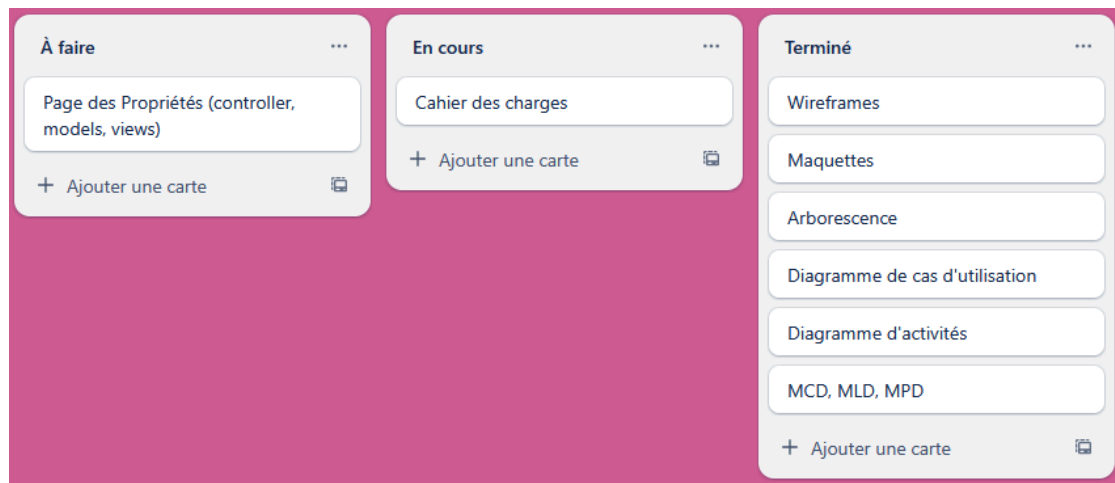 À faire
Page des Propriétés (controller,
models, views)
Ajouter une carte
En cours
Cahier des charges
Ajouter une carte
Terminé
Wireframes
Maquettes
Arborescence
Diagramme de cas d'utilisation
Diagramme d'activités
MCD, MLD, MPD
Ajouter une carte